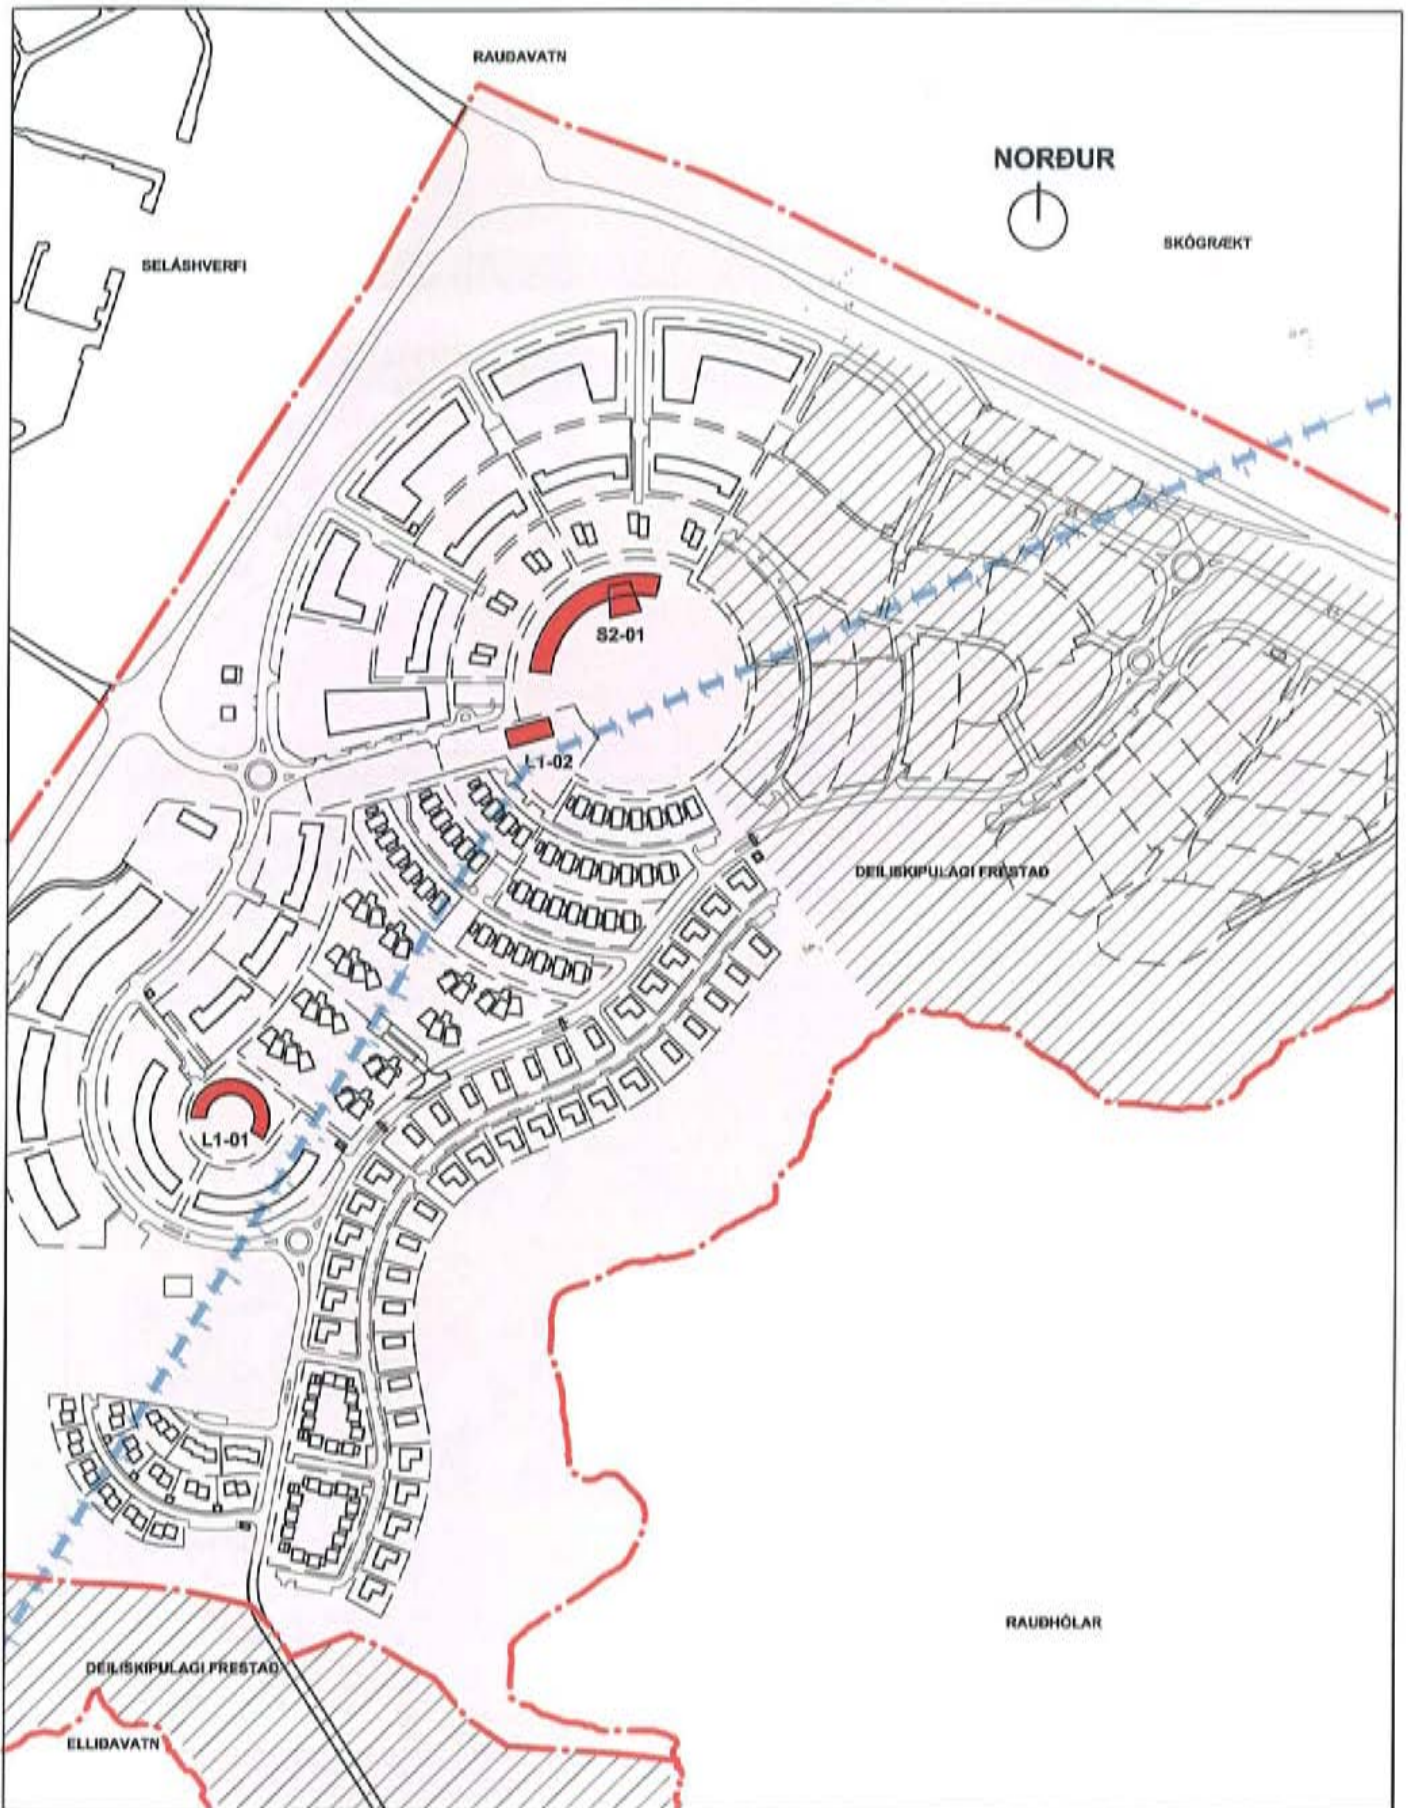 RAUÐAVATN
NORÐUR
SKÓGRÆKT
SELÁSHVERFI
S2-01
L1-02
DEILISKIPULAGI FRESTAÐ
L1-01
RAUÐHÓLAR
DEILISKIPULAGI FRESTAÐ
ELLIÐAVATN